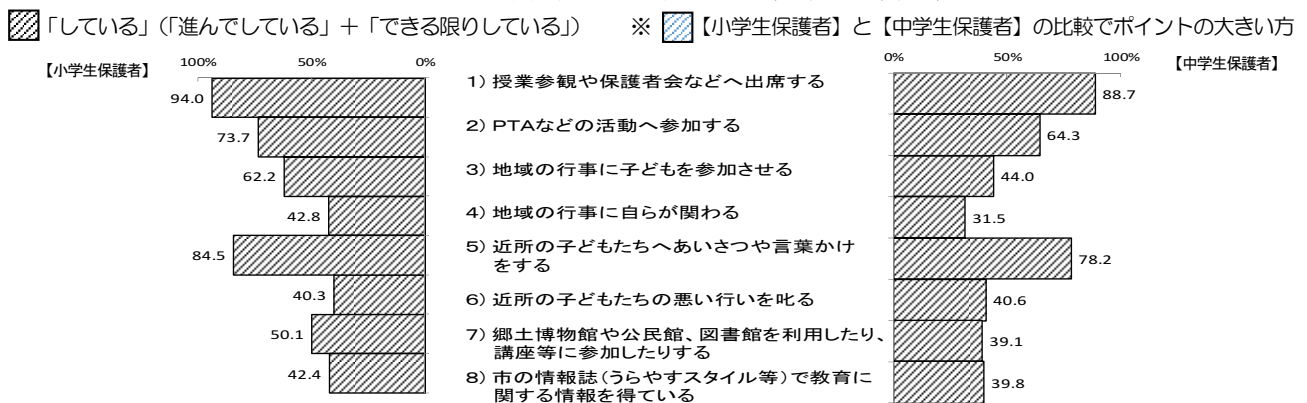 「している」(「進んでしている」+「できる限りしている」) ※ 【小学生保護者】と【中学生保護者】の比較でポイントの大きい方
【小学生保護者】 100% 50% 0%
0% 50% 100% 【中学生保護者】
94.0 1) 授業参観や保護者会などへ出席する 88.7
73.7 2) PTAなどの活動へ参加する 64.3
62.2 3) 地域の行事に子どもを参加させる 44.0
42.8 4) 地域の行事に自らが関わる 31.5
84.5 5) 近所の子どもたちへあいさつや言葉かけ
をする 78.2
40.3 6) 近所の子どもたちの悪い行いを叱る 40.6
50.1 7) 郷土博物館や公民館、図書館を利用したり、
講座等に参加したりする 39.1
42.4 8) 市の情報誌(うらやすスタイル等)で教育に
関する情報を得ている 39.8